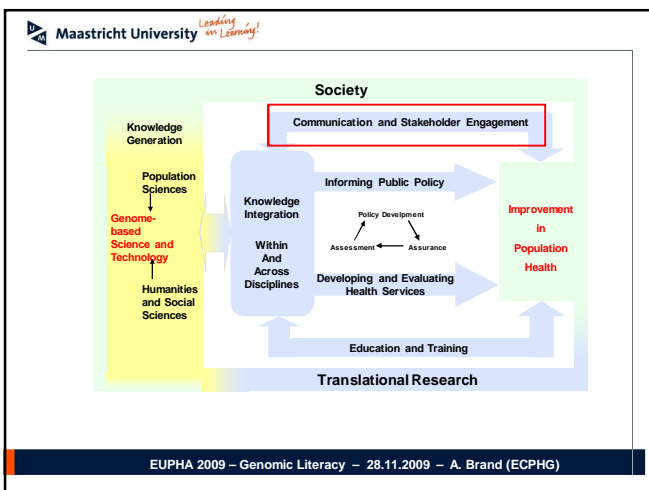 Maastricht University
Leading
in Learning!
Society
Communication and Stakeholder Engagement
Knowledge
Generation
Population
Sciences
Genome-
based
Science and
Technology
Humanities
and Social
Sciences
Knowledge
Integration
Within
And
Across
Disciplines
Informing Public Policy
Policy Develpment
Assessment
Assurance
Developing and Evaluating
Health Services
Improvement
in
Population
Health
Education and Training
Translational Research
EUPHA 2009 – Genomic Literacy – 28.11.2009 – A. Brand (ECPHG)